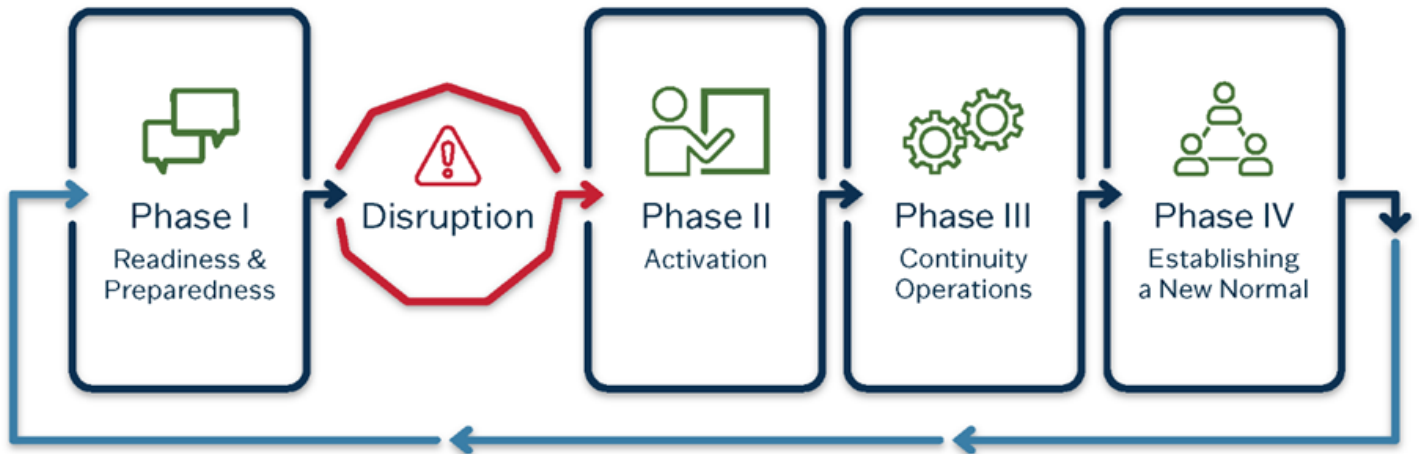 Phase I
Readiness &
Preparedness
Disruption
Phase II
Activation
Phase III
Continuity
Operations
Phase IV
Establishing
a New Normal